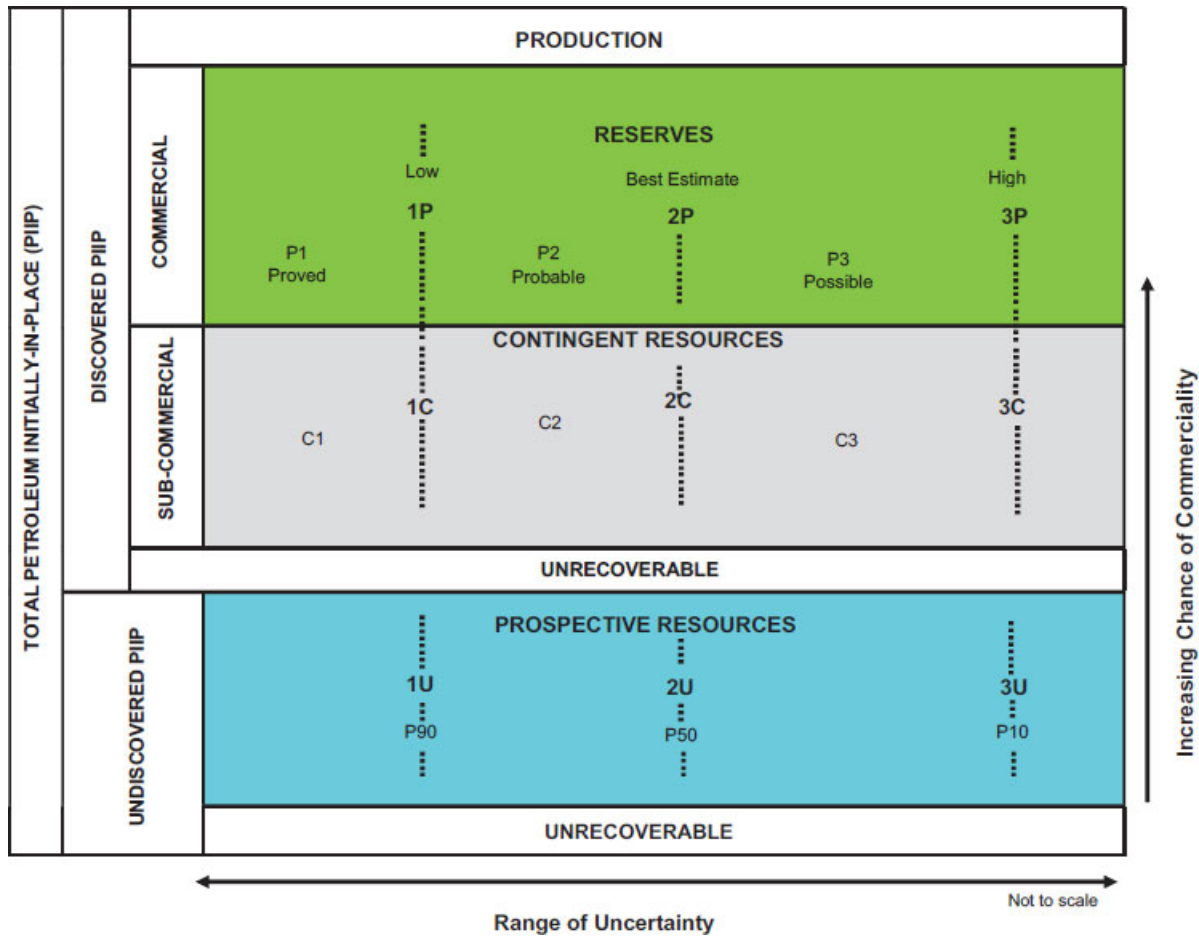 PRODUCTION
TOTAL PETROLEUM INITIALLY-IN-PLACE (PIIP)
DISCOVERED PIIP
COMMERCIAL
RESERVES
Low
Best Estimate
High
1P
2P
3P
P1
Proved
P2
Probable
P3
Possible
SUB-COMMERCIAL
CONTINGENT RESOURCES
1C
2C
3C
C1
C2
C3
UNRECOVERABLE
UNDISCOVERED PIIP
PROSPECTIVE RESOURCES
1U
2U
3U
P90
P50
P10
UNRECOVERABLE
Increasing Chance of Commerciality
Not to scale
Range of Uncertainty